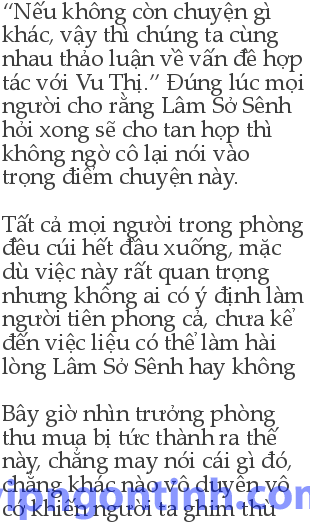 “Nếu không còn chuyện gì
khác, vậy thì chúng ta cùng
nhau thảo luận về vấn đề hợp
tác với Vu Thị.” Đúng lúc mọi
người cho rằng Lâm Sở Sênh
hỏi xong sẽ cho tan họp thì
không ngờ cô lại nói vào
trọng điểm chuyện này.
Tất cả mọi người trong phòng
đều cúi hết đầu xuống, mặc
dù việc này rất quan trọng
nhưng không ai có ý định làm
người tiên phong cả, chưa kể
đến việc liệu có thể làm hài
lòng Lâm Sở Sênh hay không
Bây giờ nhìn trưởng phòng
thu mua bị tức thành ra thế
này, chẳng may nói cái gì đó,
chẳng khác nào cô duyên vô
cớ khiến người ta ghim thù
vipngontinh.com